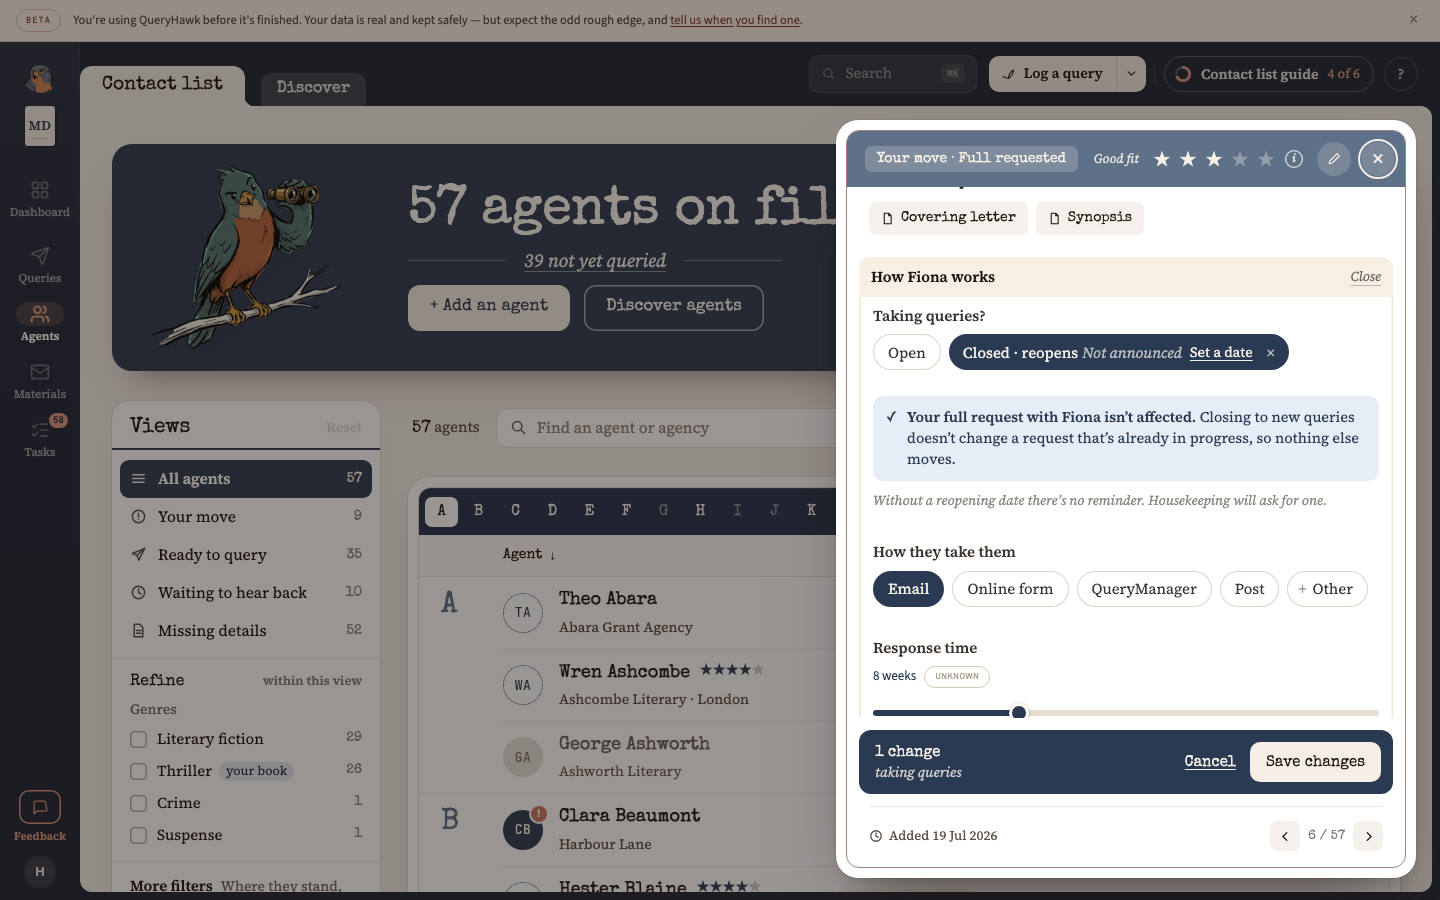 BETA You're using QueryHawk before it's finished. Your data is real and kept safely — but expect the odd rough edge, and tell us when you find one. ×
MD
Dashboard
Queries
Agents
Materials
58
Tasks
Feedback
H
Contact list
Discover
Search ⌘K
Log a query
Contact list guide 4 of 6
?
57 agents on fil
39 not yet queried
+ Add an agent
Discover agents
Views Reset
All agents 57
Your move 9
Ready to query 35
Waiting to hear back 10
Missing details 52
Refine within this view
Genres
Literary fiction 29
Thriller your book 26
Crime 1
Suspense 1
More filters Where they stand,
57 agents
Find an agent or agency
A B C D E F G H I J K
Agent ↓
A
TA Theo Abara
Abara Grant Agency
WA Wren Ashcombe ★★★★★
Ashcombe Literary · London
GA George Ashworth
Ashworth Literary
B
CB ! Clara Beaumont
Harbour Lane
Hester Blaine ★★★★★
Your move · Full requested Good fit ★★★★★ i ×
Covering letter
Synopsis
How Fiona works Close
Taking queries?
Open
Closed · reopens Not announced Set a date ×
✓ Your full request with Fiona isn’t affected. Closing to new queries
doesn’t change a request that’s already in progress, so nothing else
moves.
Without a reopening date there’s no reminder. Housekeeping will ask for one.
How they take them
Email Online form QueryManager Post + Other
Response time
8 weeks UNKNOWN
1 change
taking queries
Cancel
Save changes
Added 19 Jul 2026
‹ 6 / 57 ›